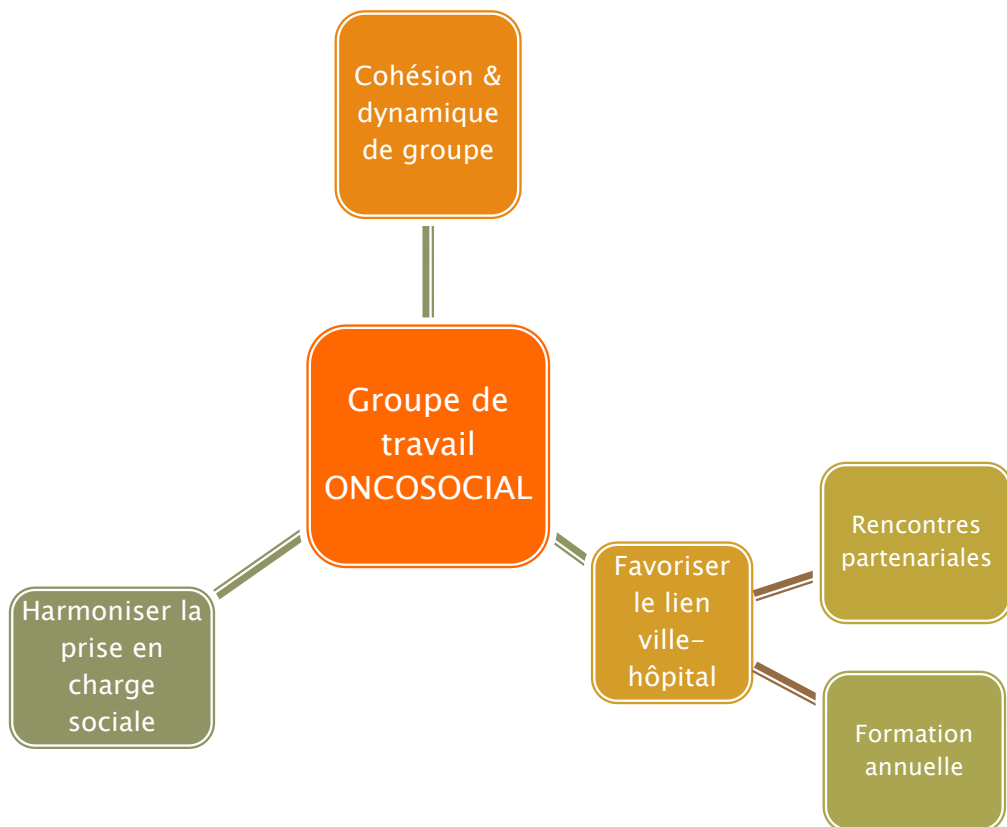 Cohésion &
dynamique
de groupe
Groupe de
travail
ONCOSOCIAL
Harmoniser la
prise en
charge
sociale
Favoriser
le lien
ville-
hôpital
Rencontres
partenariales
Formation
annuelle